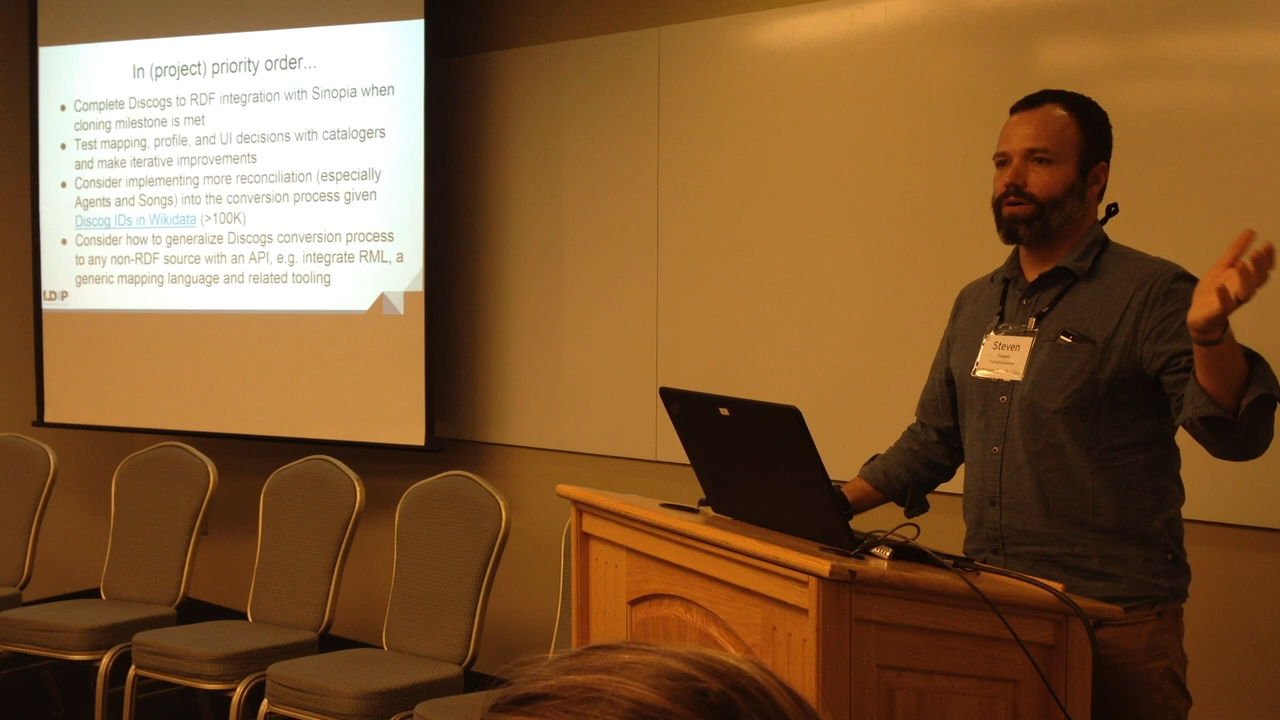 In (project) priority order...
● Complete Discogs to RDF integration with Sinopia when
cloning milestone is met
● Test mapping, profile, and UI decisions with catalogers
and make iterative improvements
● Consider implementing more reconciliation (especially
Agents and Songs) into the conversion process given
Discog IDs in Wikidata (>100K)
● Consider how to generalize Discogs conversion process
to any non-RDF source with an API, e.g. integrate RML, a
generic mapping language and related tooling
LD4P
Steven